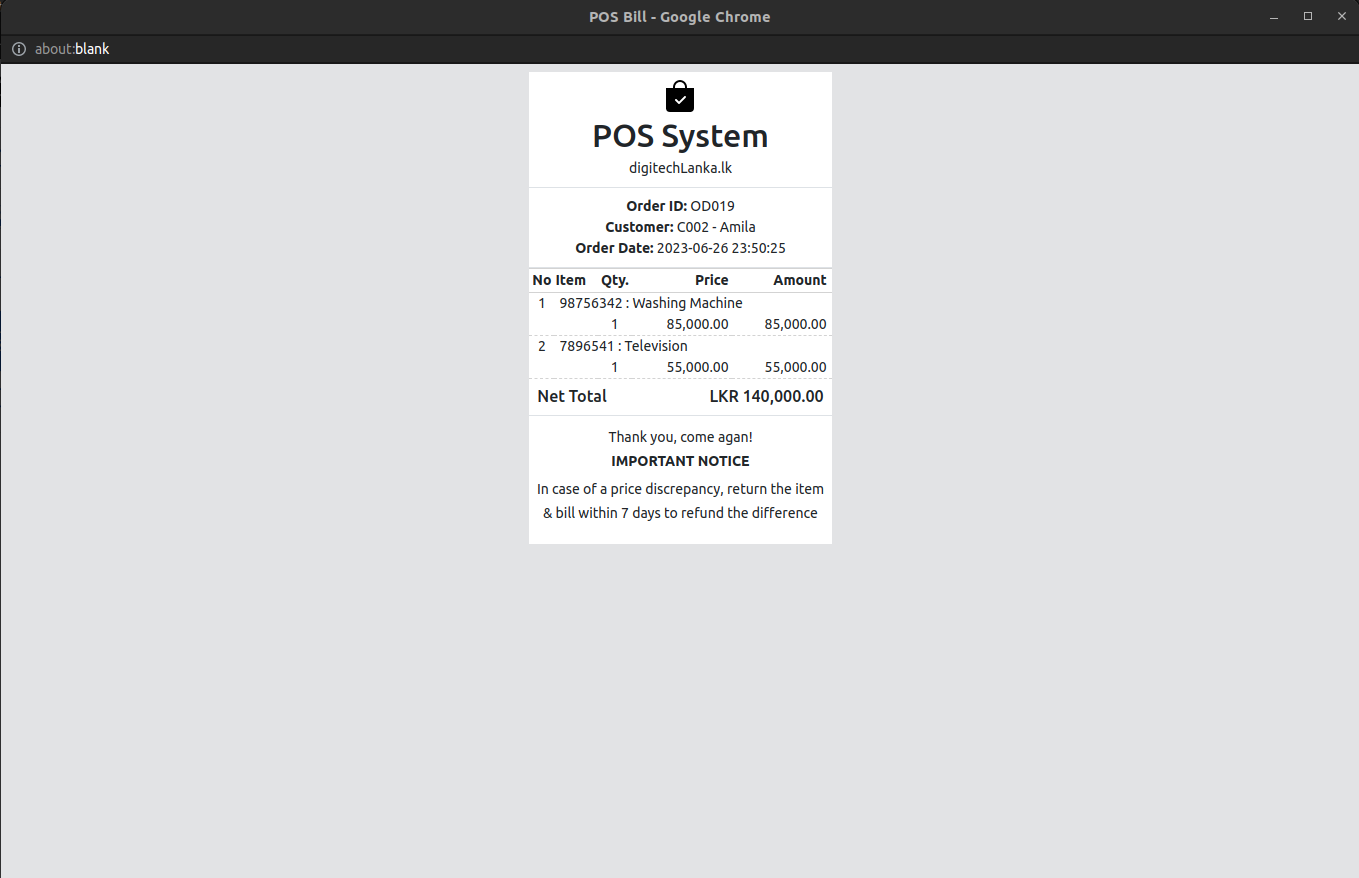 POS Bill - Google Chrome
about:blank
POS System
digitechLanka.lk
Order ID: OD019
Customer: C002 - Amila
Order Date: 2023-06-26 23:50:25
No Item Qty. Price Amount
1 98756342 : Washing Machine
1 85,000.00 85,000.00
2 7896541 : Television
1 55,000.00 55,000.00
Net Total LKR 140,000.00
Thank you, come agan!
IMPORTANT NOTICE
In case of a price discrepancy, return the item
& bill within 7 days to refund the difference